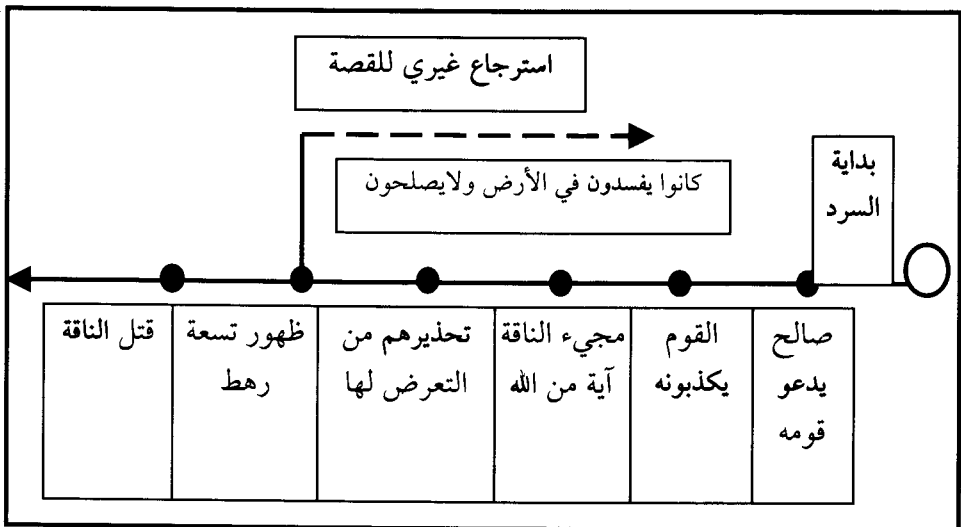 استرجاع غيري للقصة
كانوا يفسدون في الأرض ولايصلحون
بداية
السرد
صالح
يدعو
قومه
القوم
يكذبونه
مجيء الناقة
آية من الله
تحذيرهم من
التعرض لها
ظهور تسعة
رهط
قتل الناقة